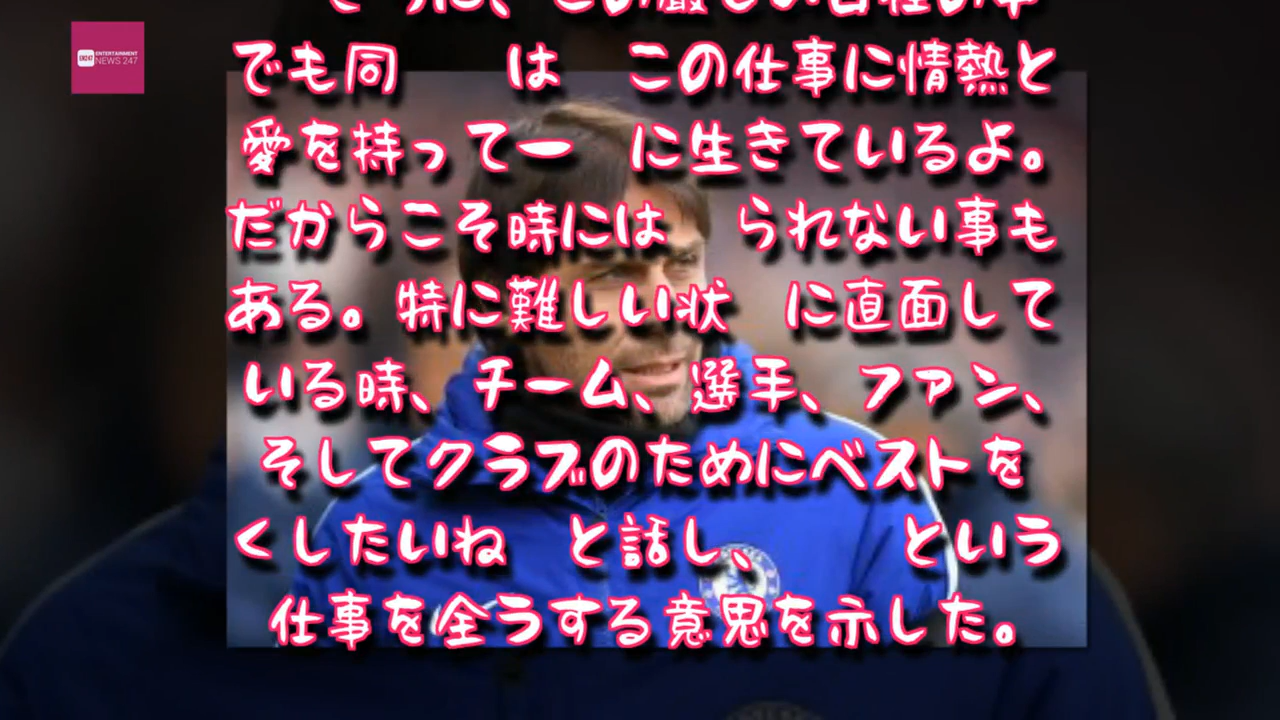 ENTERTAINMENT
NEWS 247
EN247
でも同　　は　この仕事に情熱と
愛を持って一　に生きているよ。
だからこそ時には　られない事も
ある。特に難しい状　に直面して
いる時、チーム、選手、ファン、
そしてクラブのためにベストを
くしたいね　と話し、　　　という
仕事を全うする意思を示した。